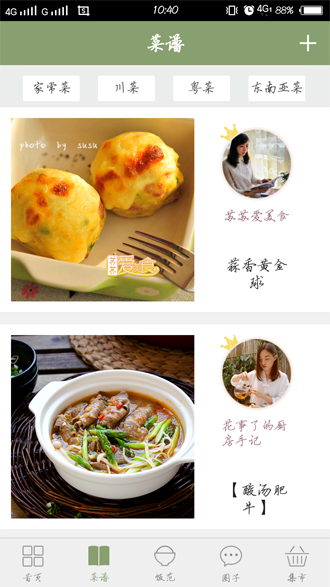 4G G 10:40 4G 88%
菜谱
家常菜 川菜 粤菜 东南亚菜
photo by susu
苏苏爱美食
蒜香黄金
球
花事了的厨
房手记
【酸汤肥
牛】
首页 菜谱 饭范 圈子 集市